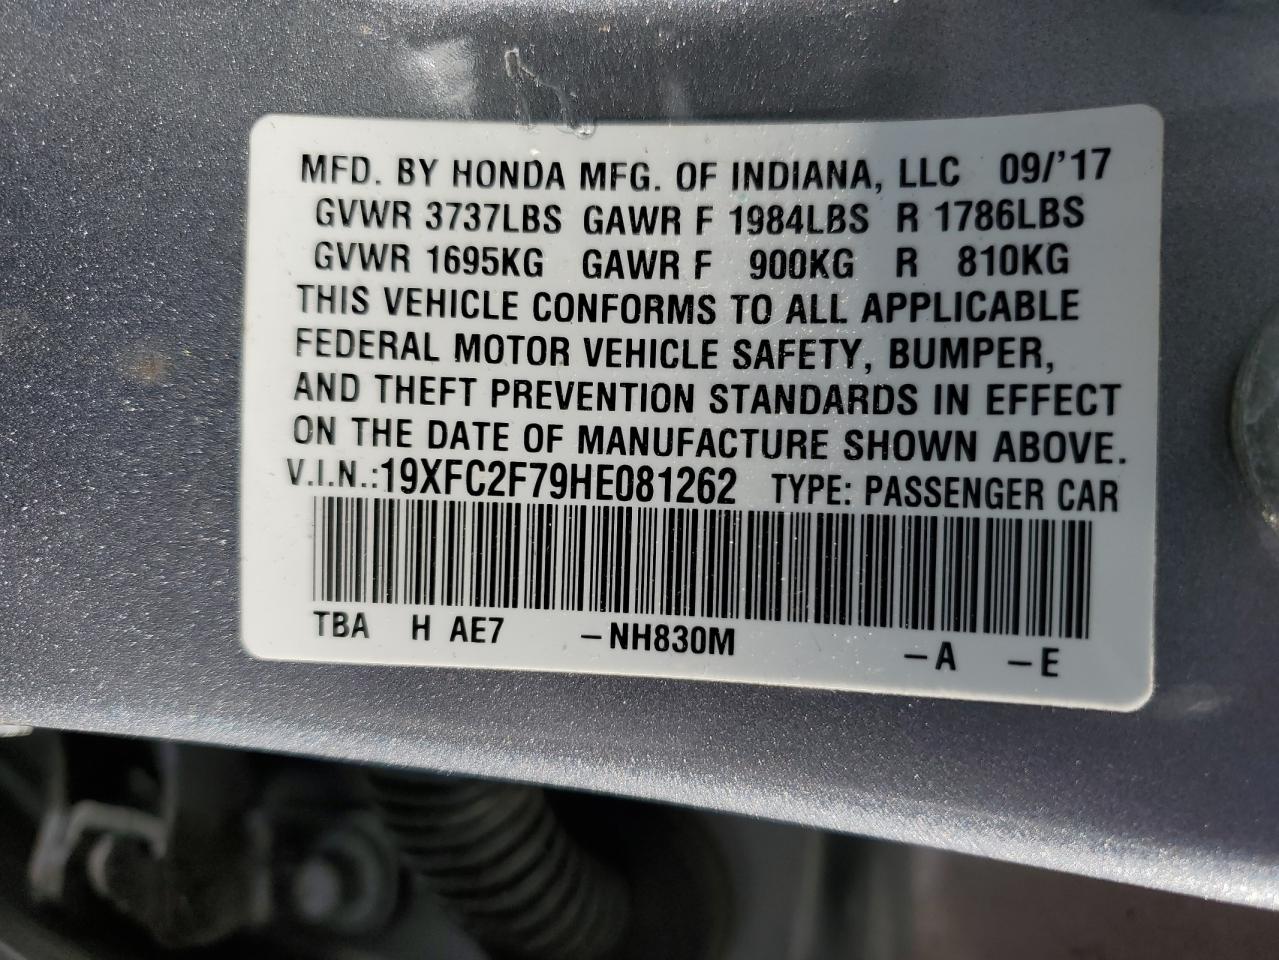 MFD. BY HONDA MFG. OF INDIANA, LLC 09/'17
GVWR 3737LBS GAWR F 1984LBS R 1786LBS
GVWR 1695KG GAWR F 900KG R 810KG
THIS VEHICLE CONFORMS TO ALL APPLICABLE
FEDERAL MOTOR VEHICLE SAFETY, BUMPER,
AND THEFT PREVENTION STANDARDS IN EFFECT
ON THE DATE OF MANUFACTURE SHOWN ABOVE.
V.I.N.:19XFC2F79HE081262 TYPE: PASSENGER CAR
TBA H AE7 –NH830M –A –E